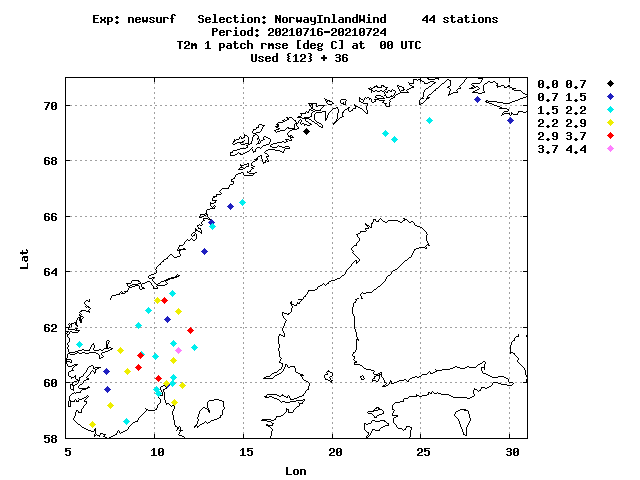 Exp: newsurf   Selection: NorwayInlandWind     44 stations
Period: 20210716-20210724
T2m 1 patch rmse [deg C] at  00 UTC
Used {12} + 36
0.0 0.7
0.7 1.5
1.5 2.2
2.2 2.9
2.9 3.7
3.7 4.4
70
68
66
64
62
60
58
Lat
5 10 15 20 25 30
Lon